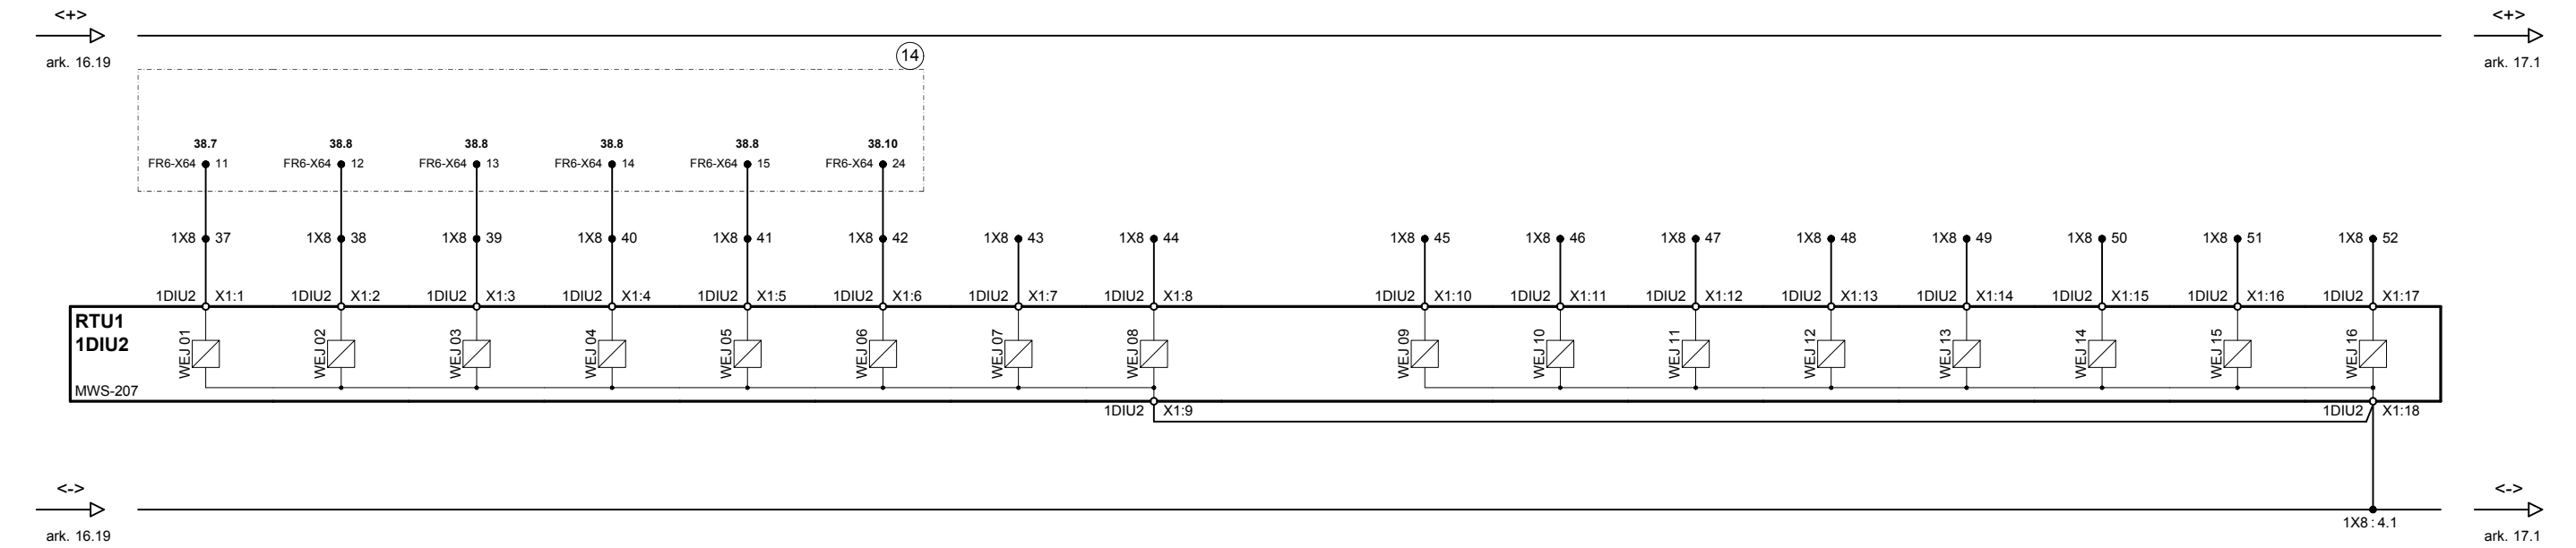 <+> <+>
ark. 16.19 ark. 17.1
14
38.7 38.8 38.8 38.8 38.8 38.10
FR6-X64 11 FR6-X64 12 FR6-X64 13 FR6-X64 14 FR6-X64 15 FR6-X64 24
1X8 37 1X8 38 1X8 39 1X8 40 1X8 41 1X8 42 1X8 43 1X8 44 1X8 45 1X8 46 1X8 47 1X8 48 1X8 49 1X8 50 1X8 51 1X8 52
1DIU2 X1:1 1DIU2 X1:2 1DIU2 X1:3 1DIU2 X1:4 1DIU2 X1:5 1DIU2 X1:6 1DIU2 X1:7 1DIU2 X1:8 1DIU2 X1:10 1DIU2 X1:11 1DIU2 X1:12 1DIU2 X1:13 1DIU2 X1:14 1DIU2 X1:15 1DIU2 X1:16 1DIU2 X1:17
RTU1
1DIU2
WEJ 01 WEJ 02 WEJ 03 WEJ 04 WEJ 05 WEJ 06 WEJ 07 WEJ 08 WEJ 09 WEJ 10 WEJ 11 WEJ 12 WEJ 13 WEJ 14 WEJ 15 WEJ 16
MWS-207
1DIU2 X1:9 1DIU2 X1:18
<-> <->
1X8 : 4.1
ark. 16.19 ark. 17.1